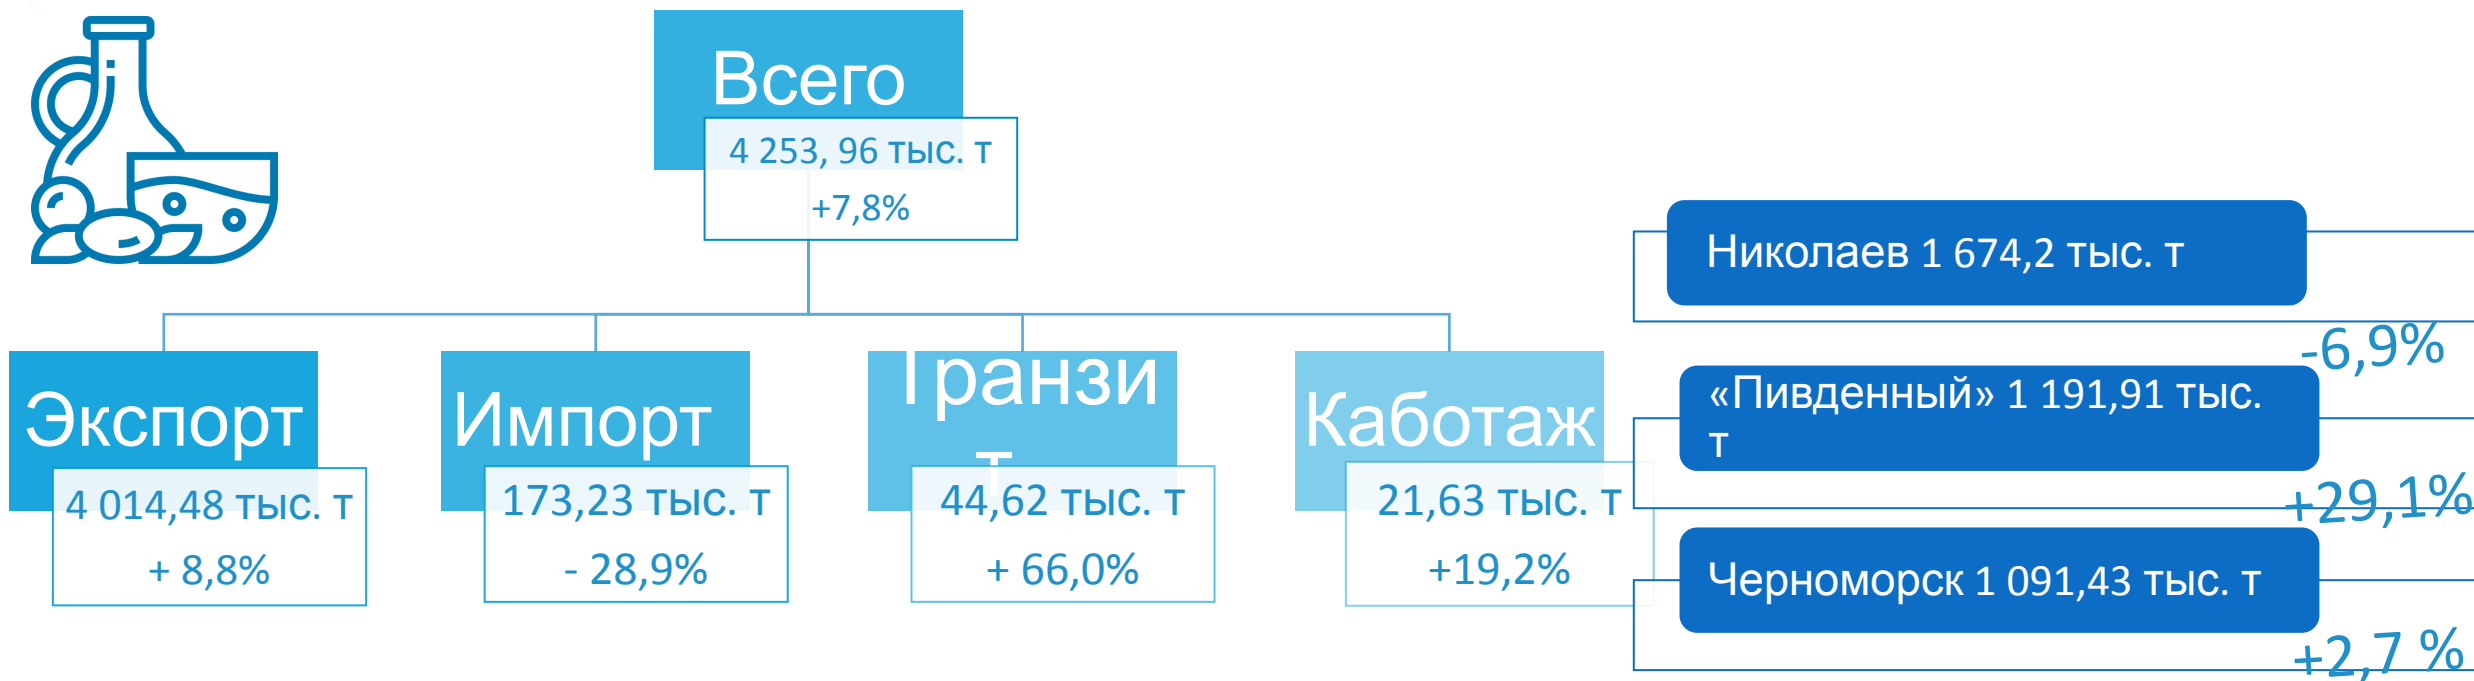 Всего
4 253, 96 тыс. т
+7,8%
Экспорт
4 014,48 тыс. т
+ 8,8%
Импорт
173,23 тыс. т
- 28,9%
Транзи
т
44,62 тыс. т
+ 66,0%
Каботаж
21,63 тыс. т
+19,2%
Николаев 1 674,2 тыс. т
-6,9%
«Пивденный» 1 191,91 тыс.
т
+29,1%
Черноморск 1 091,43 тыс. т
+2,7 %